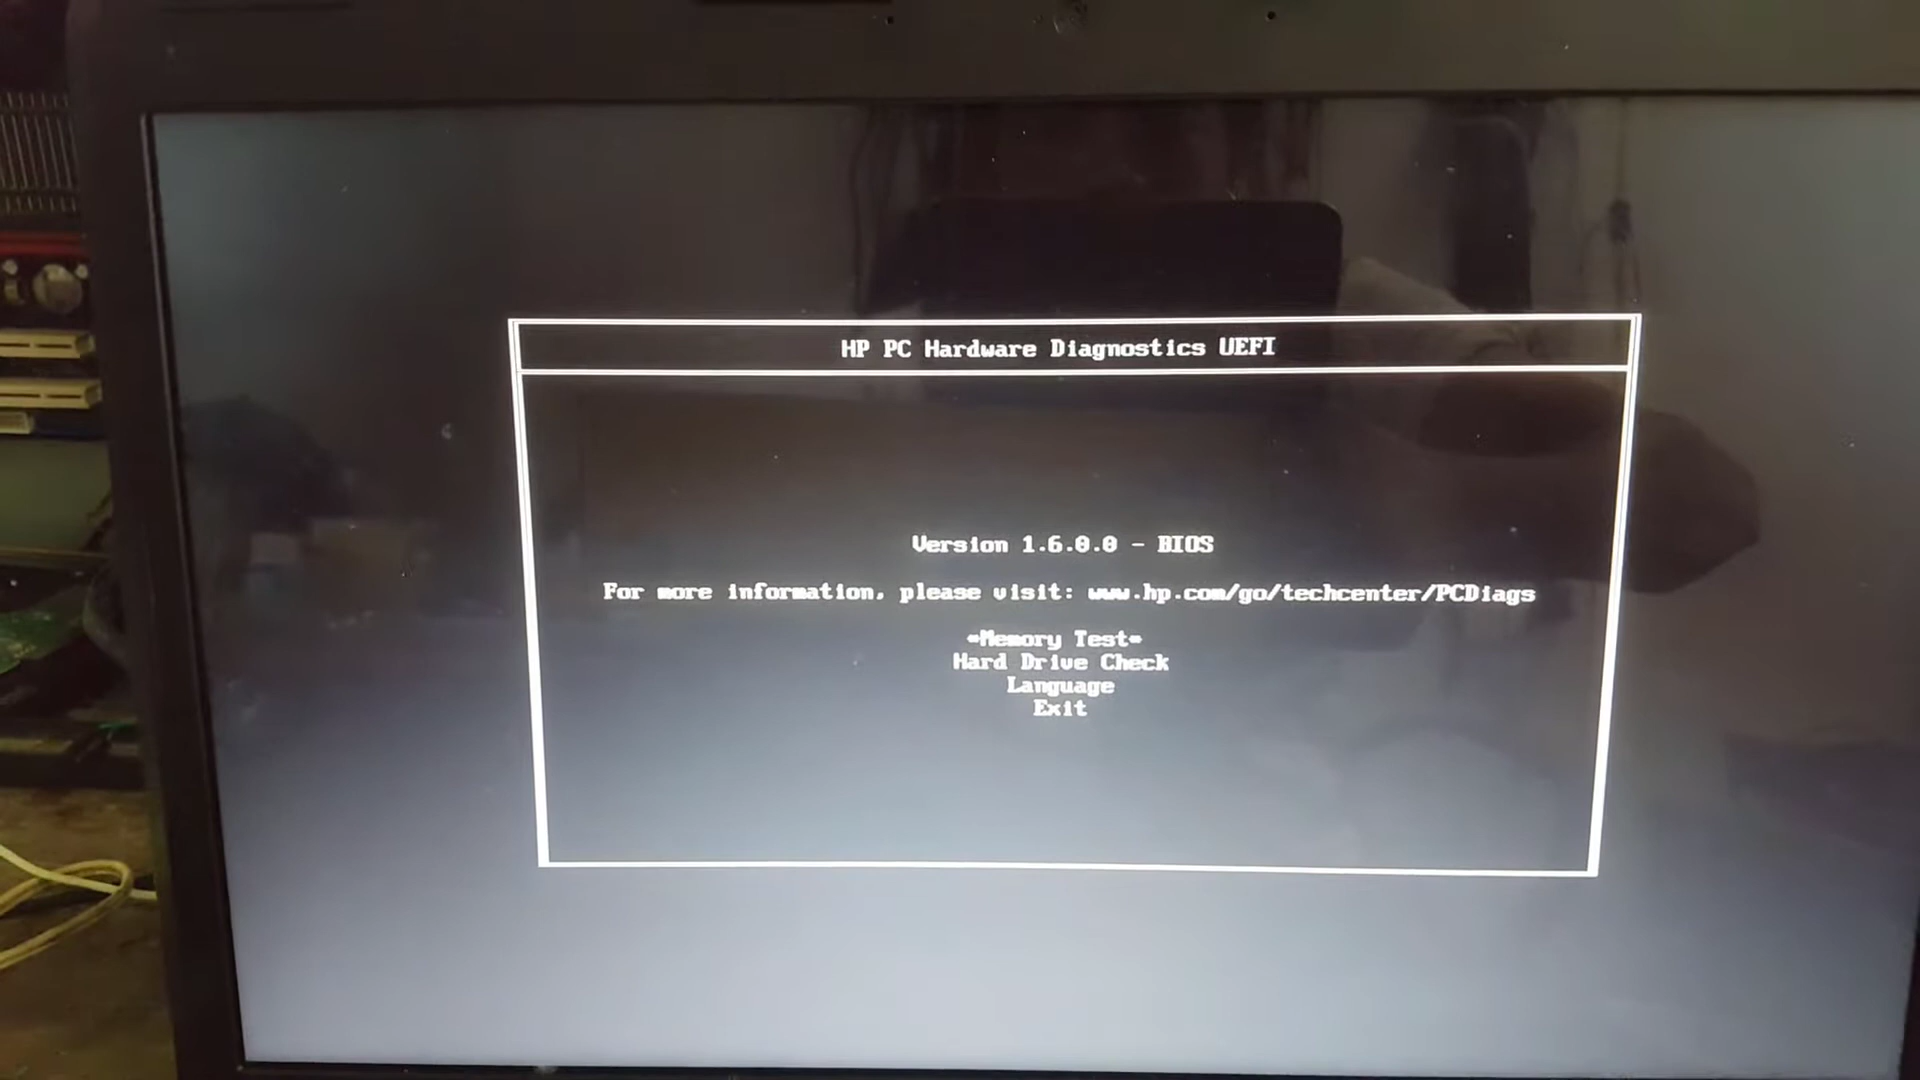 HP PC Hardware Diagnostics UEFI
Version 1.6.0.0 - BIOS
For more information, please visit: www.hp.com/go/techcenter/PCDiags
*Memory Test*
Hard Drive Check
Language
Exit